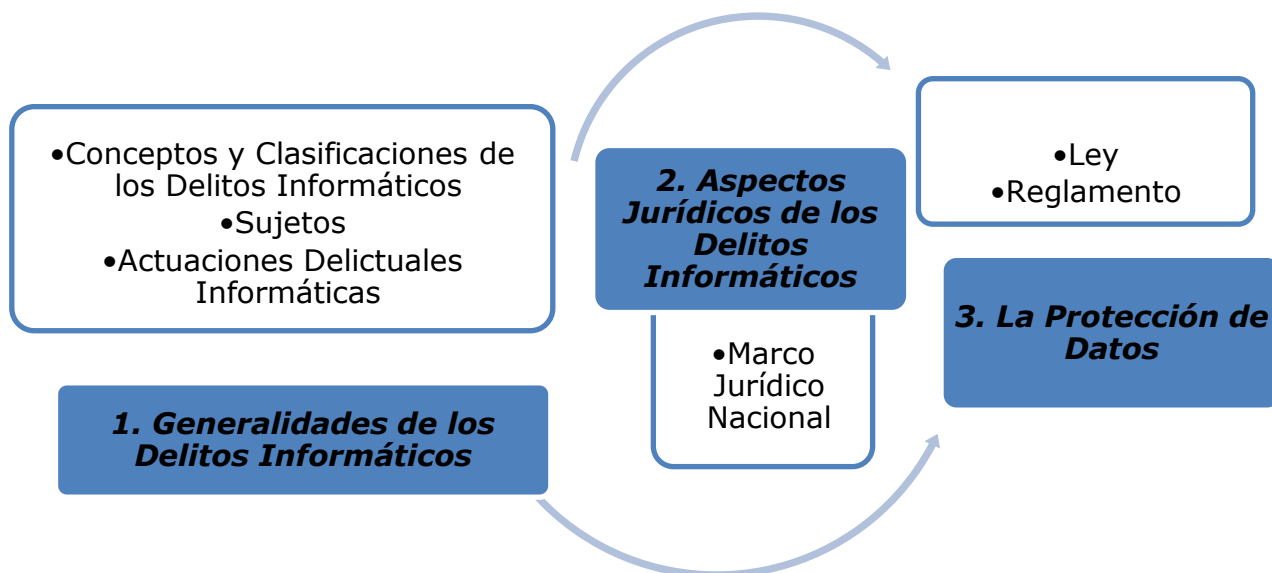 •Conceptos y Clasificaciones de
los Delitos Informáticos
•Sujetos
•Actuaciones Delictuales
Informáticas
1. Generalidades de los
Delitos Informáticos
2. Aspectos
Jurídicos de los
Delitos
Informáticos
•Marco
Jurídico
Nacional
•Ley
•Reglamento
3. La Protección de
Datos